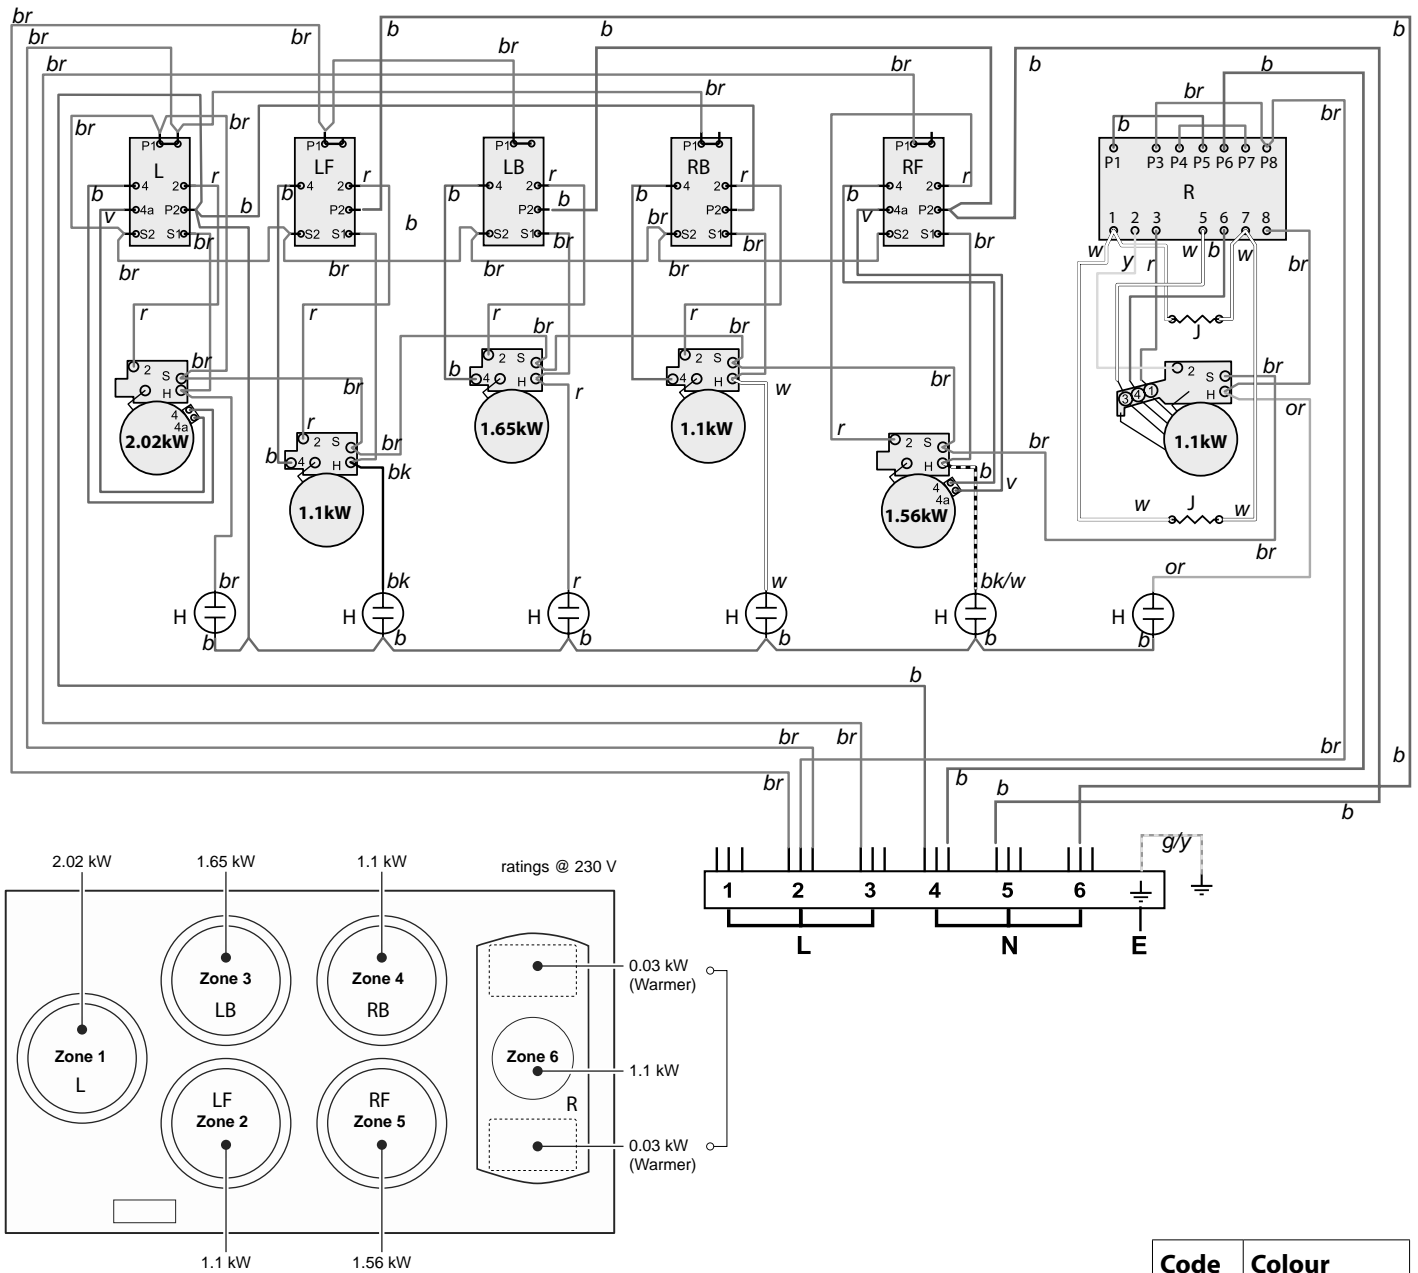 br
br b b
br br br
br br b b
br b
br br br
br br b
P1 P1 P1 P1 P1 P1 P3 P4 P5 P6 P7 P8
L LF LB RB RF R
b 4 2 r b 4 2 r b 4 2 r b 4 2 r b 4 2 r
v 4a P2 b P2 b P2 b P2 v 4a P2 1 2 3 5 6 7 8
S2 S1 br S2 S1 S2 S1 br S2 S1 S2 S1 br w y r w b w br
br br br br
r r r br r br J
2 S H br br b 4 2 S H r 4 2 S H w br 2 S H br
4 4a 3 4 1 or
2.02kW 1.65kW 1.1kW 1.1kW
r 2 S br r 2 S br
b 4 H bk H b v
4 4a
1.1kW 1.56kW w J w
br
br bk r w bk/w or
H H H H H H
b b b b b b
b
br br br b
br b b b
g/y
1 2 3 4 5 6
L N E
2.02 kW 1.65 kW 1.1 kW ratings @ 230 V
0.03 kW
(Warmer)
Zone 3 Zone 4
LB RB
Zone 1 Zone 6
L 1.1 kW
LF RF R
Zone 2 Zone 5
0.03 kW
(Warmer)
1.1 kW 1.56 kW
Code Colour